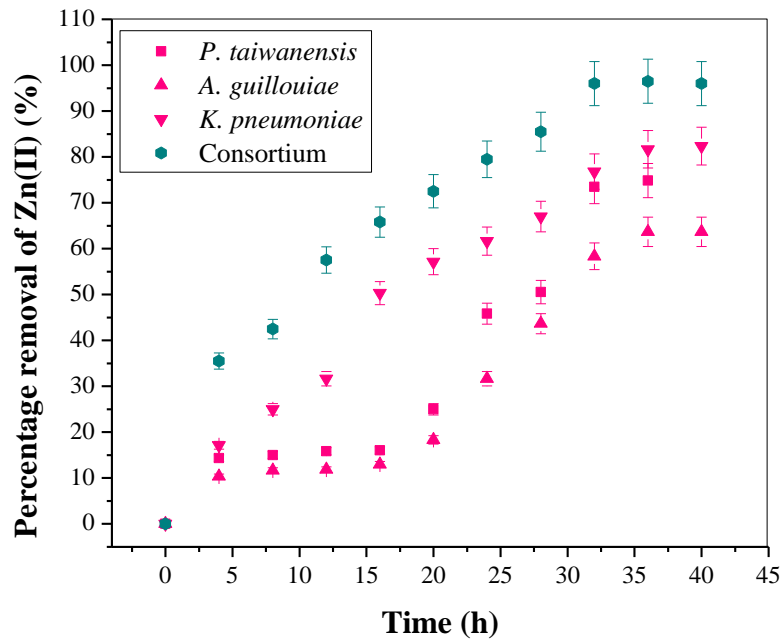 Percentage removal of Zn(II) (%)
110
100
90
80
70
60
50
40
30
20
10
0
P. taiwanensis
A. guillouiae
K. pneumoniae
Consortium
0 5 10 15 20 25 30 35 40 45
Time (h)